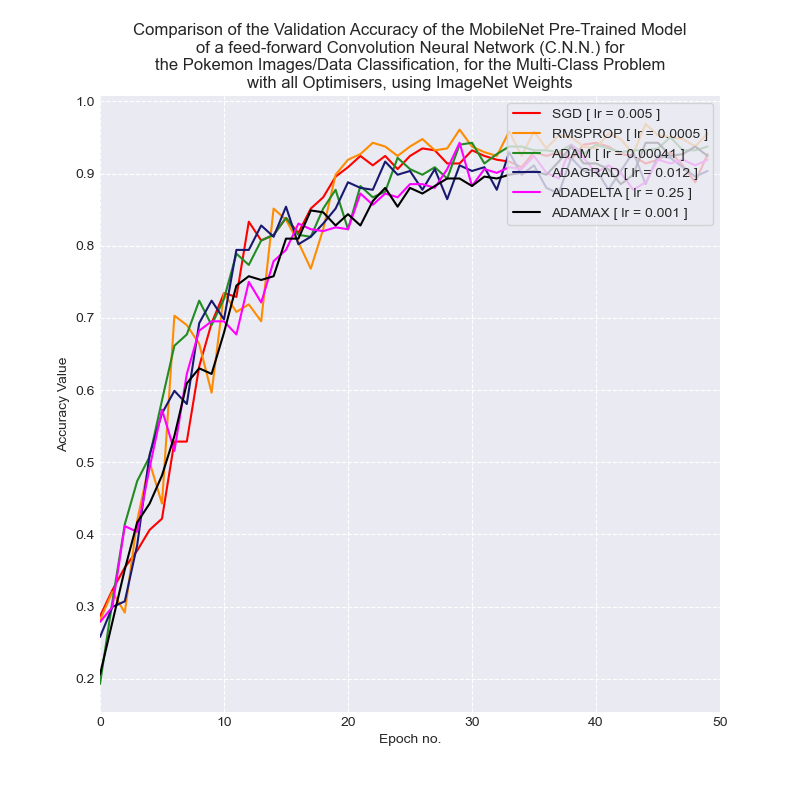 Comparison of the Validation Accuracy of the MobileNet Pre-Trained Model
of a feed-forward Convolution Neural Network (C.N.N.) for
the Pokemon Images/Data Classification, for the Multi-Class Problem
with all Optimisers, using ImageNet Weights
1.0
0.9
0.8
0.7
0.6
0.5
0.4
0.3
0.2
Accuracy Value
SGD [ lr = 0.005 ]
RMSPROP [ lr = 0.0005 ]
ADAM [ lr = 0.00041 ]
ADAGRAD [ lr = 0.012 ]
ADADELTA [ lr = 0.25 ]
ADAMAX [ lr = 0.001 ]
0 10 20 30 40 50
Epoch no.